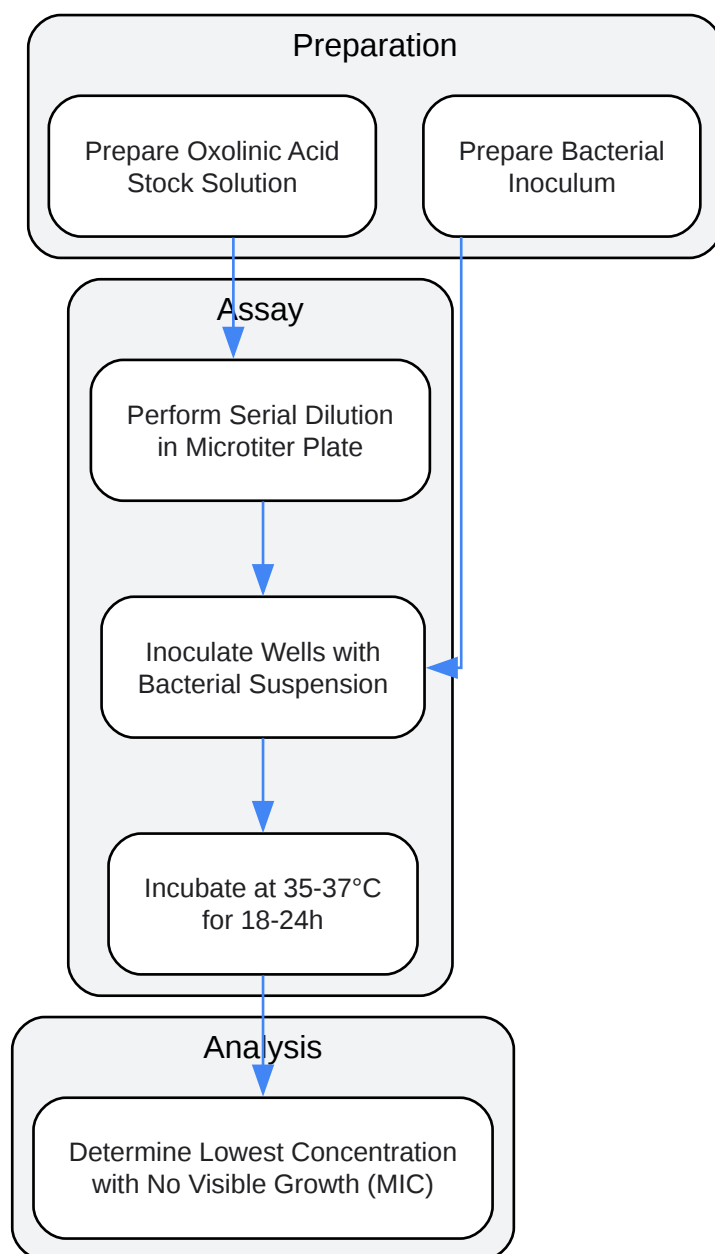 Preparation
Prepare Oxolinic Acid
Stock Solution
Prepare Bacterial
Inoculum
Assay
Perform Serial Dilution
in Microtiter Plate
Inoculate Wells with
Bacterial Suspension
Incubate at 35-37°C
for 18-24h
Analysis
Determine Lowest Concentration
with No Visible Growth (MIC)